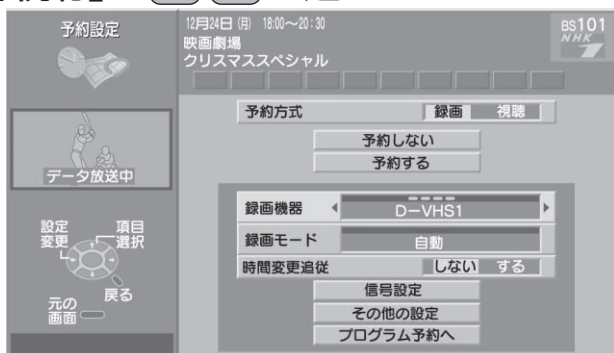 予約設定
12月24日(月) 18:00〜20:30
映画劇場
クリスマススペシャル
BS101
NHK
予約方式 録画 視聴
予約しない
予約する
データ放送中
録画機器 D−VHS1
録画モード 自動
時間変更追従 しない する
信号設定
その他の設定
プログラム予約へ
設定変更
項目選択
戻る
元の画面